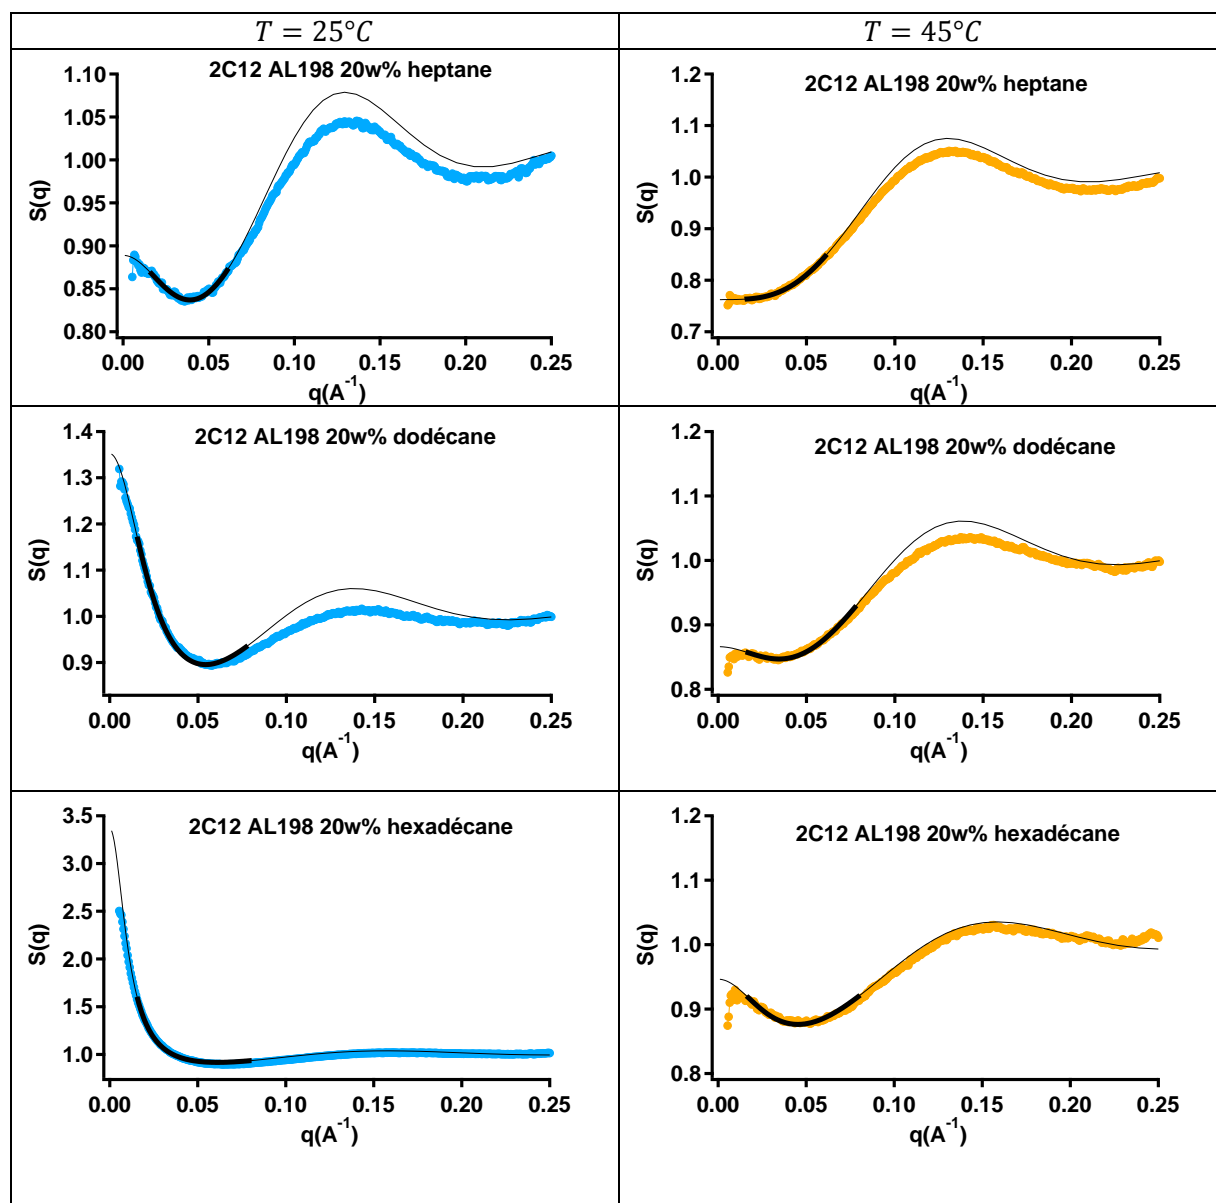 T = 25°C
T = 45°C
2C12 AL198 20w% heptane
S(q)
1.10
1.05
1.00
0.95
0.90
0.85
0.80
0.00 0.05 0.10 0.15 0.20 0.25
q(A⁻¹)
2C12 AL198 20w% heptane
S(q)
1.2
1.1
1.0
0.9
0.8
0.7
0.00 0.05 0.10 0.15 0.20 0.25
q(A⁻¹)
2C12 AL198 20w% dodécane
S(q)
1.4
1.3
1.2
1.1
1.0
0.9
0.00 0.05 0.10 0.15 0.20 0.25
q(A⁻¹)
2C12 AL198 20w% dodécane
S(q)
1.2
1.1
1.0
0.9
0.8
0.00 0.05 0.10 0.15 0.20 0.25
q(A⁻¹)
2C12 AL198 20w% hexadécane
S(q)
3.5
3.0
2.5
2.0
1.5
1.0
0.00 0.05 0.10 0.15 0.20 0.25
q(A⁻¹)
2C12 AL198 20w% hexadécane
S(q)
1.2
1.1
1.0
0.9
0.8
0.00 0.05 0.10 0.15 0.20 0.25
q(A⁻¹)